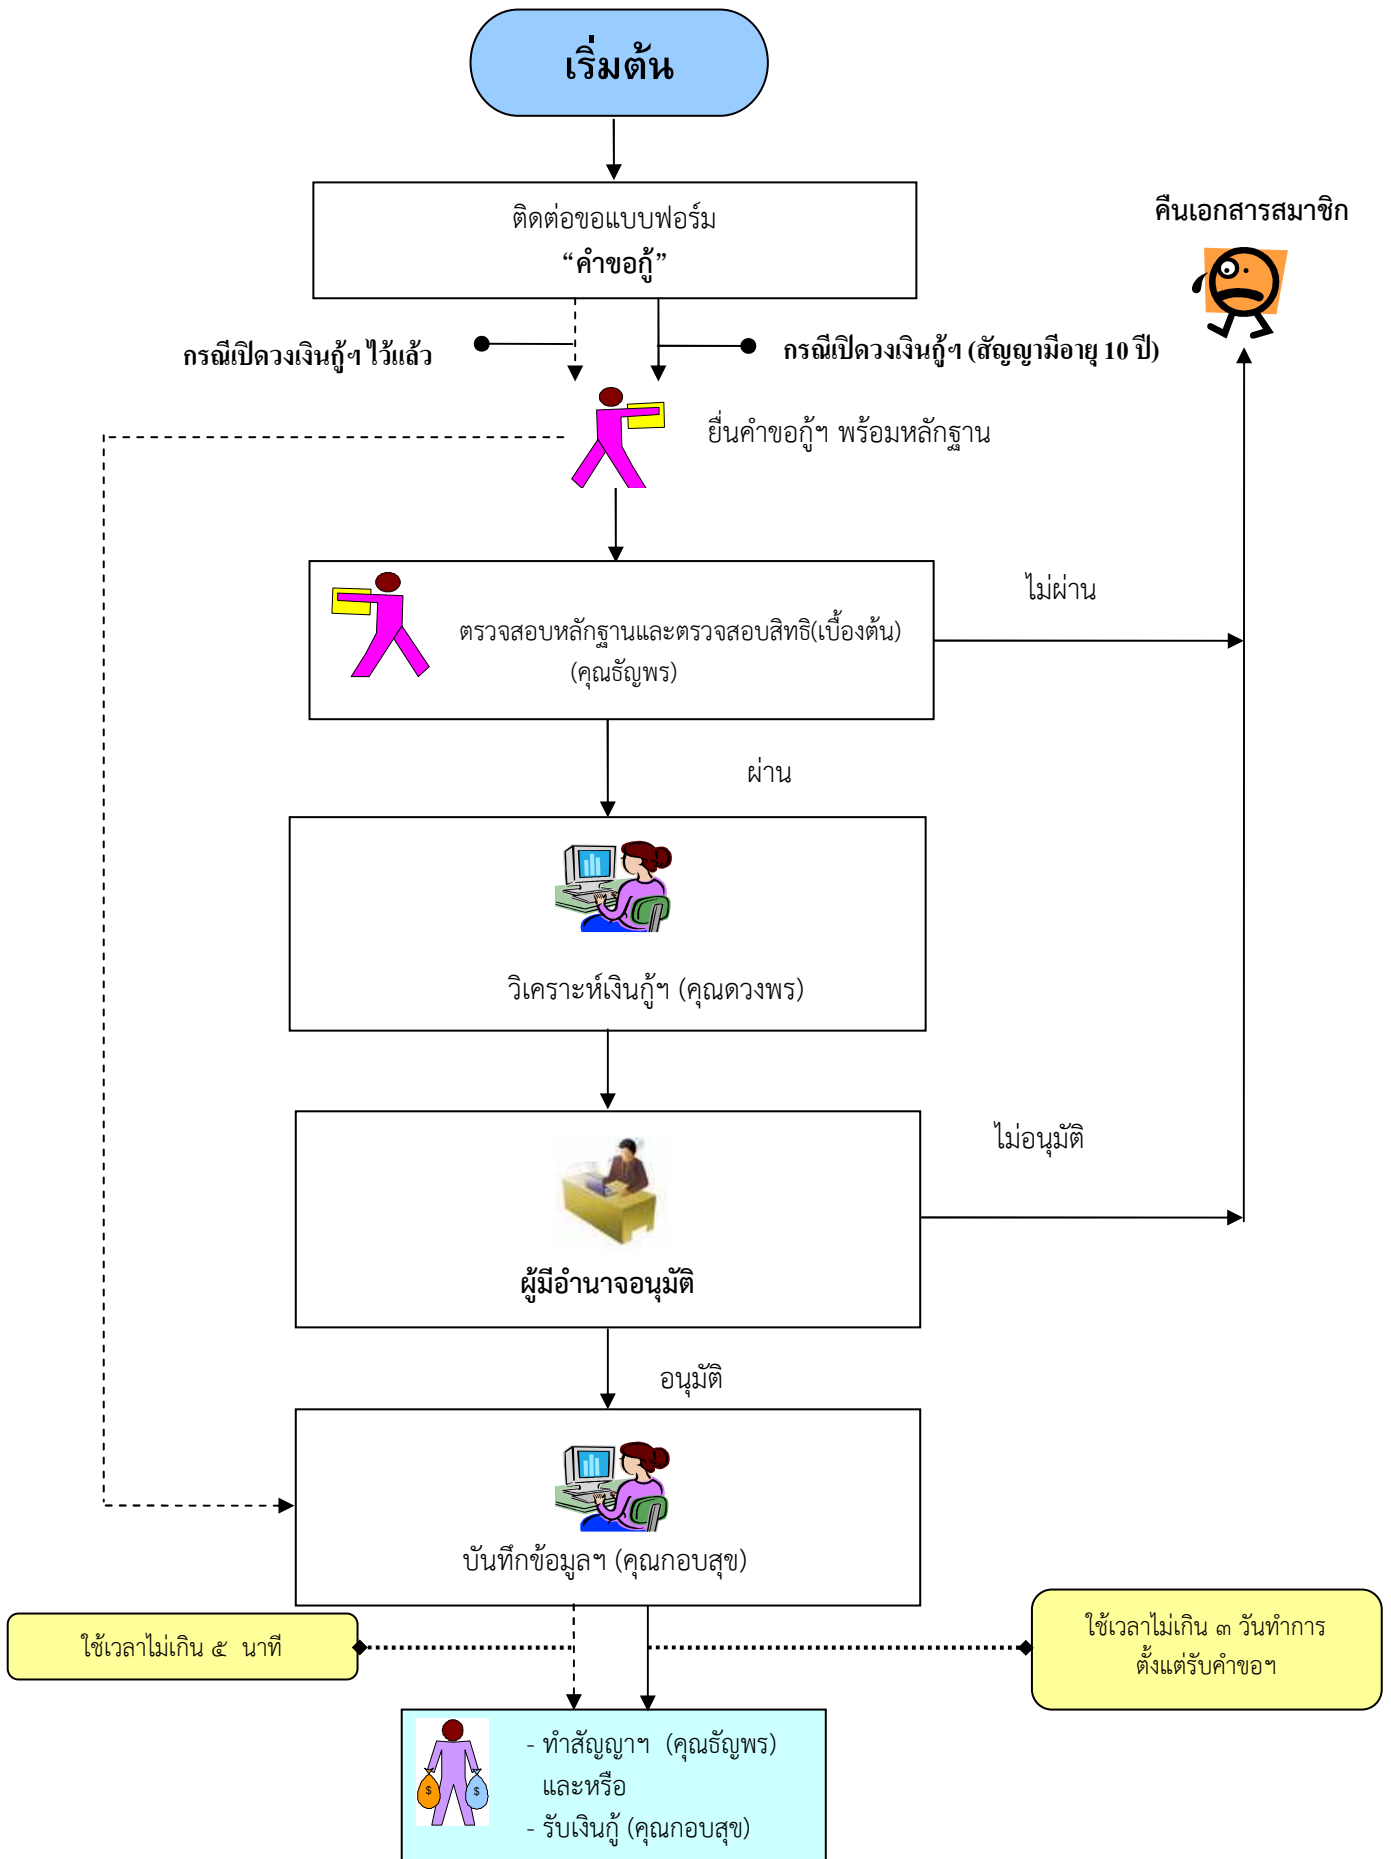 เริ่มต้น
ติดต่อขอแบบฟอร์ม
“คำขอกู้”
คืนเอกสารสมาชิก
กรณีเปิดวงเงินกู้ฯ ไว้แล้ว
กรณีเปิดวงเงินกู้ฯ (สัญญามีอายุ 10 ปี)
ยื่นคำขอกู้ฯ พร้อมหลักฐาน
ไม่ผ่าน
ตรวจสอบหลักฐานและตรวจสอบสิทธิ(เบื้องต้น)
(คุณธัญพร)
ผ่าน
วิเคราะห์เงินกู้ฯ (คุณดวงพร)
ไม่อนุมัติ
ผู้มีอำนาจอนุมัติ
อนุมัติ
บันทึกข้อมูลฯ (คุณกอบสุข)
ใช้เวลาไม่เกิน ๕ นาที
ใช้เวลาไม่เกิน ๓ วันทำการ
ตั้งแต่รับคำขอฯ
- ทำสัญญาฯ (คุณธัญพร)
และหรือ
- รับเงินกู้ (คุณกอบสุข)
$ $